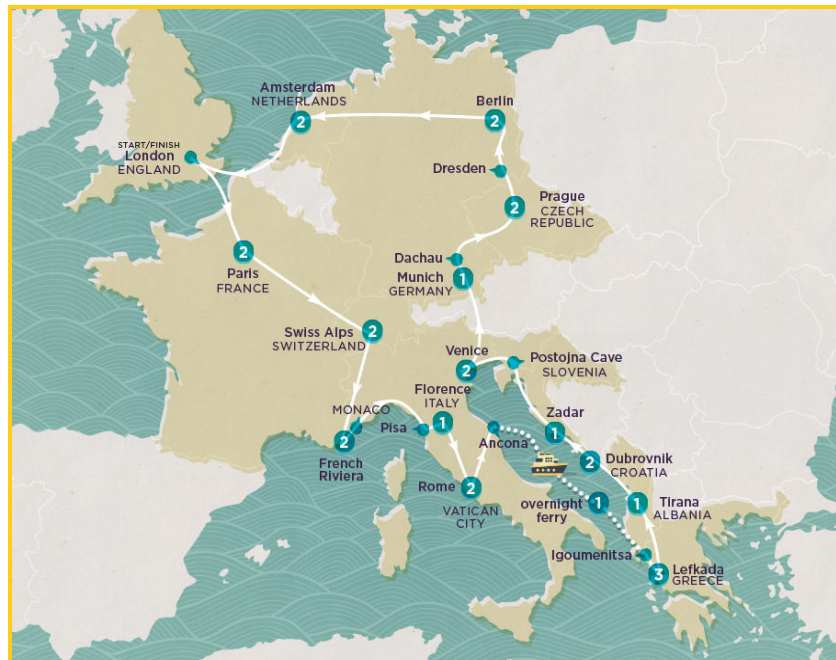 Amsterdam
NETHERLANDS
2
Berlin
2
START/FINISH
London
ENGLAND
Dresden
Prague
CZECH
REPUBLIC
2
2
Paris
FRANCE
Dachau
Munich
GERMANY
1
Swiss Alps
SWITZERLAND
2
Venice
2
Postojna Cave
SLOVENIA
Florence
ITALY
1
MONACO
Pisa
2
French
Riviera
Ancona
Zadar
1
Dubrovnik
CROATIA
2
Rome
2
VATICAN
CITY
overnight
ferry
1
Tirana
ALBANIA
1
Igoumenitsa
Lefkada
GREECE
3